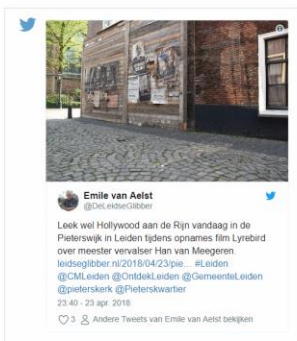 Emile van Aelst
@DeLeidseGlibber
Leek wel Hollywood aan de Rijn vandaag in de
Pieterswijk in Leiden tijdens opnames film Lyrebird
over meester vervalser Han van Meegeren.
leidseglibber.nl/2018/04/23/pie... #Leiden
@CMLeiden @OntdekLeiden @GemeenteLeiden
@pieterskerk @Pieterskwartier
23:40 - 23 apr. 2018
3 Andere Tweets van Emile van Aelst bekijken